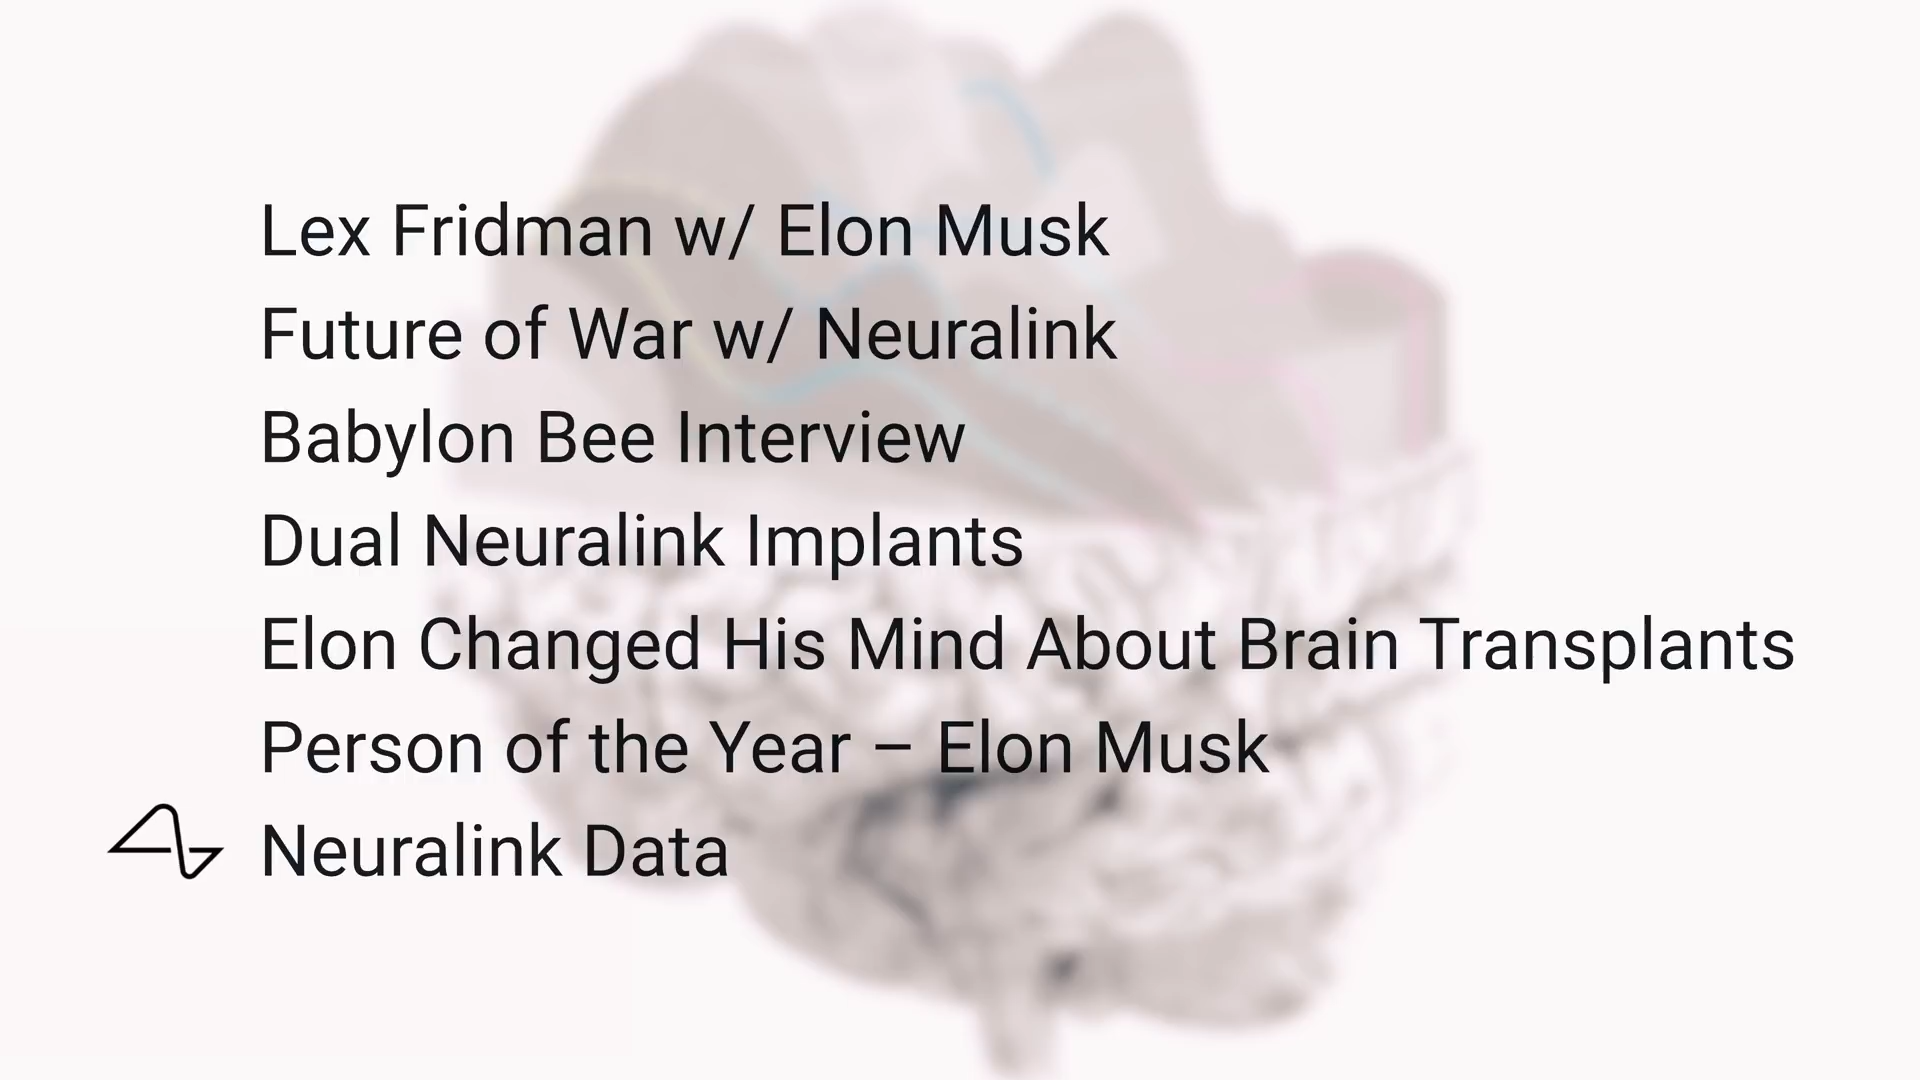 Lex Fridman w/ Elon Musk
Future of War w/ Neuralink
Babylon Bee Interview
Dual Neuralink Implants
Elon Changed His Mind About Brain Transplants
Person of the Year – Elon Musk
Neuralink Data